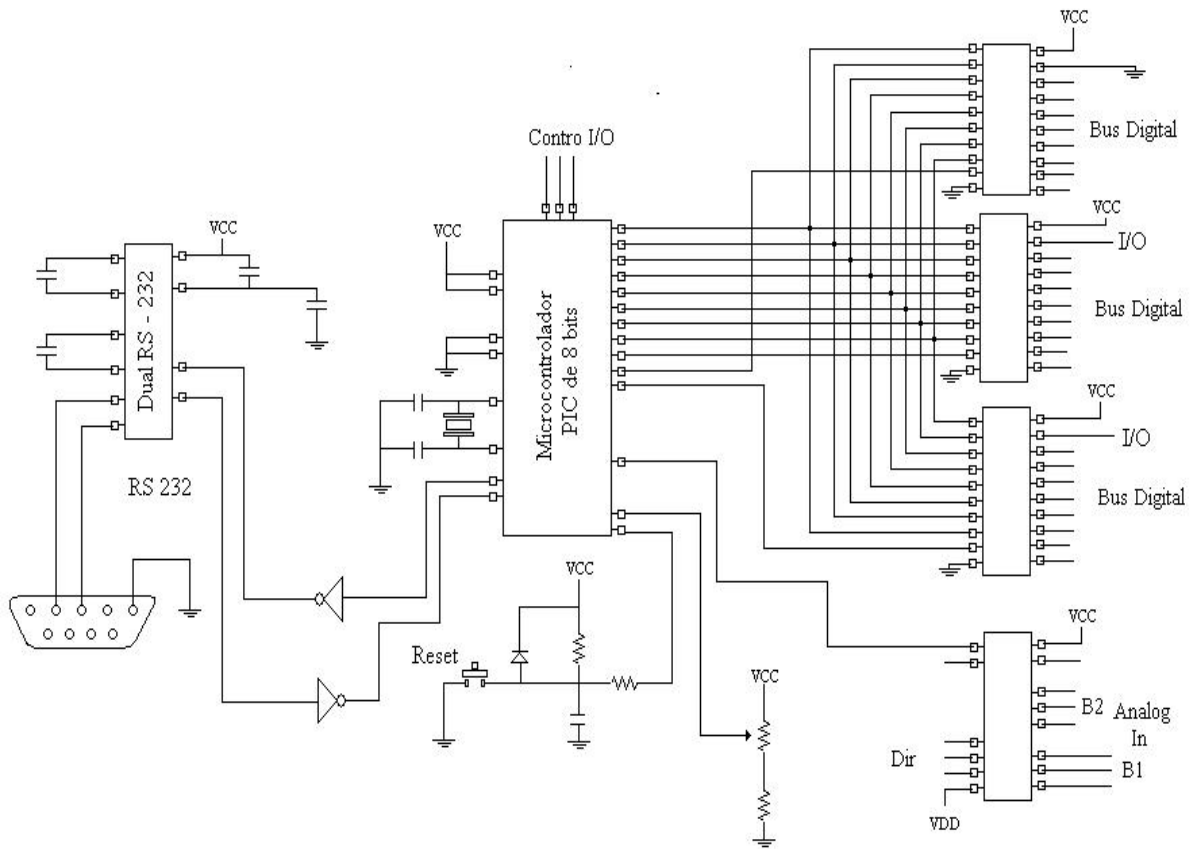 VCC
Bus Digital
Contro I/O
VCC
I/O
Bus Digital
VCC
VCC
Dual RS - 232
Microcontrolador
PIC de 8 bits
VCC
I/O
Bus Digital
RS 232
VCC
Reset
VCC
VCC
B2
Analog
In
B1
Dir
VDD